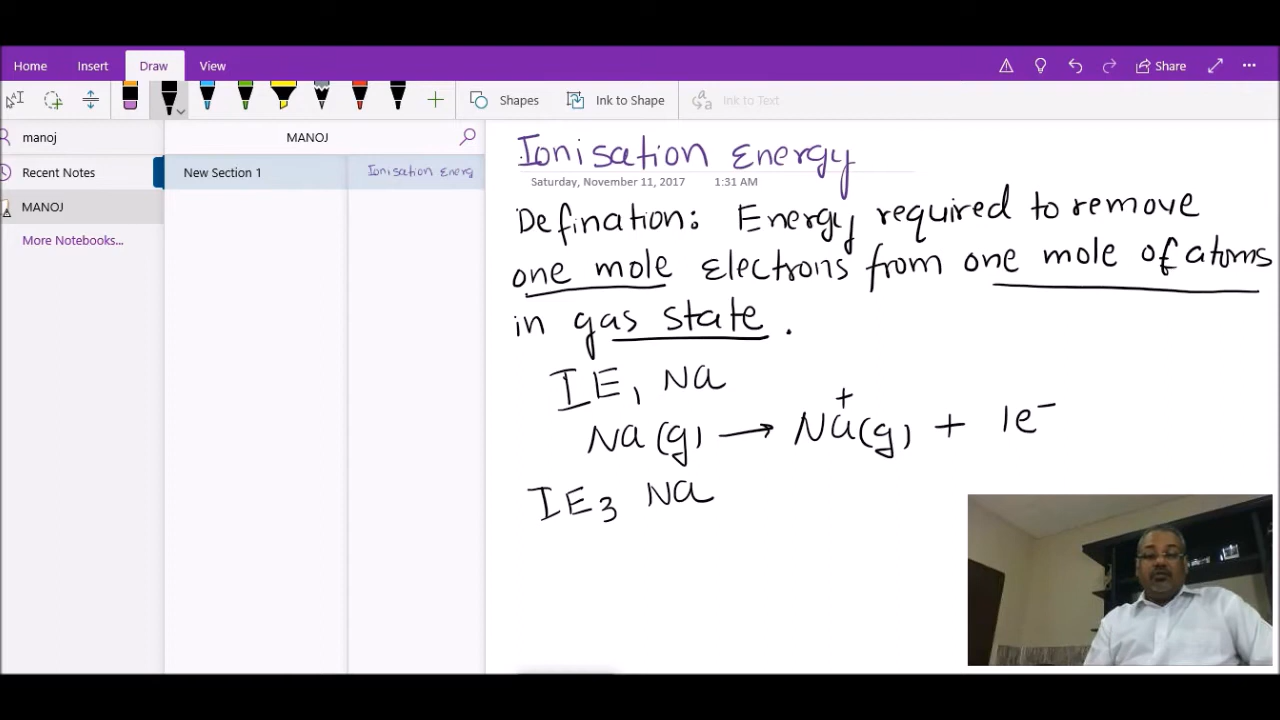 Home Insert Draw View
Share
Shapes Ink to Shape Ink to Text
manoj
MANOJ
Recent Notes
New Section 1
Ionisation Energ
MANOJ
More Notebooks...
Ionisation Energy
Saturday, November 11, 2017 1:31 AM
Defination: Energy required to remove
one mole electrons from one mole of atoms
in gas state.
IE₁ Na
Na(g) → Na⁺(g) + 1e⁻
IE₃ Na